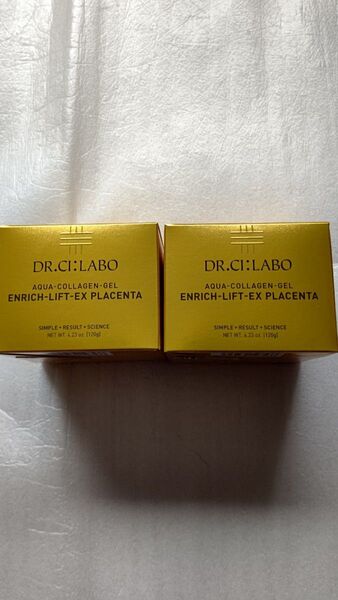 DR.CI:LABO
AQUA-COLLAGEN-GEL
ENRICH-LIFT-EX PLACENTA
SIMPLE • RESULT • SCIENCE
NET WT. 4.23 oz. [120g]
DR.CI:LABO
AQUA-COLLAGEN-GEL
ENRICH-LIFT-EX PLACENTA
SIMPLE • RESULT • SCIENCE
NET WT. 4.23 oz. [120g]